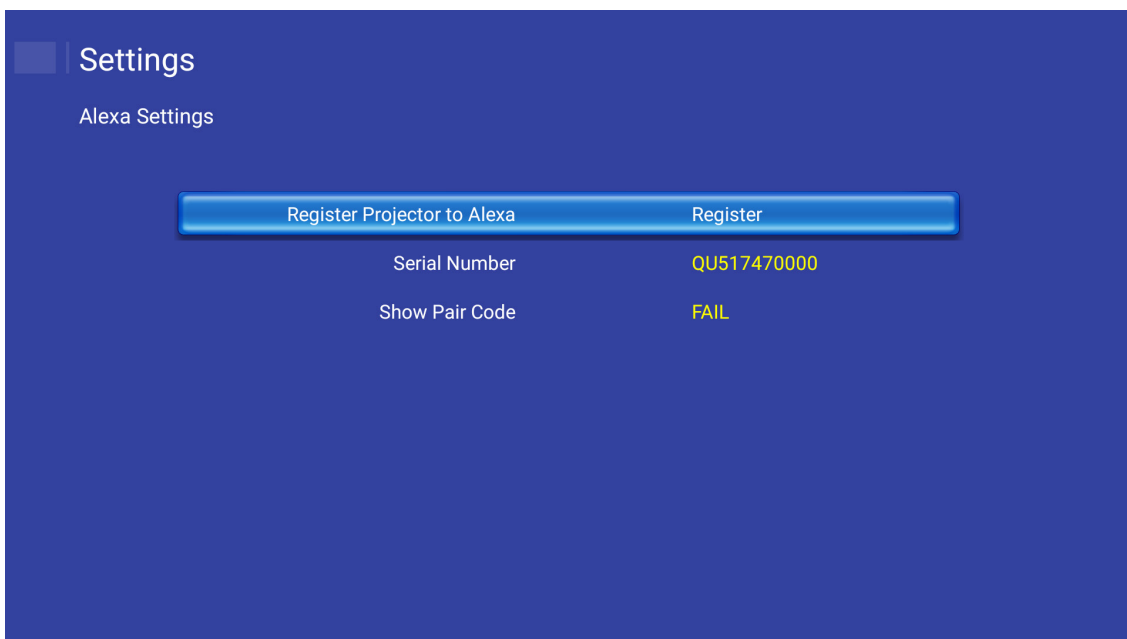 Settings
Alexa Settings
Register Projector to Alexa Register
Serial Number QU517470000
Show Pair Code FAIL